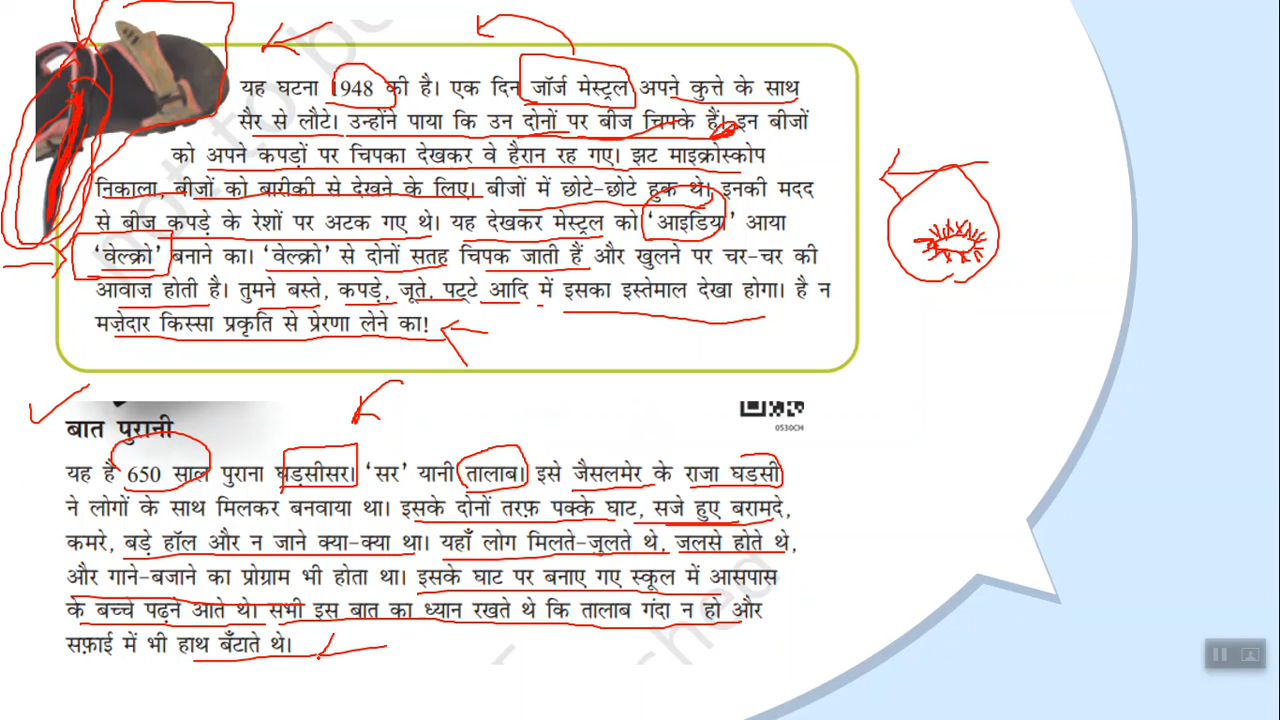 यह घटना 1948 की है। एक दिन जॉर्ज मेस्ट्रल अपने कुत्ते के साथ
सैर से लौटे। उन्होंने पाया कि उन दोनों पर बीज चिपके हैं। इन बीजों
को अपने कपड़ों पर चिपका देखकर वे हैरान रह गए। झट माइक्रोस्कोप
निकाला, बीजों को बारीकी से देखने के लिए। बीजों में छोटे-छोटे हुक थे। इनकी मदद
से बीज कपड़े के रेशों पर अटक गए थे। यह देखकर मेस्ट्रल को ‘आइडिया’ आया
‘वेल्क्रो’ बनाने का। ‘वेल्क्रो’ से दोनों सतह चिपक जाती हैं और खुलने पर चर-चर की
आवाज़ होती है। तुमने बस्ते, कपड़े, जूते, पट्टे आदि में इसका इस्तेमाल देखा होगा। है न
मज़ेदार किस्सा प्रकृति से प्रेरणा लेने का!
0530CH
बात पुरानी
यह है 650 साल पुराना घड़सीसर। ‘सर’ यानी तालाब। इसे जैसलमेर के राजा घड़सी
ने लोगों के साथ मिलकर बनवाया था। इसके दोनों तरफ़ पक्के घाट, सजे हुए बरामदे,
कमरे, बड़े हॉल और न जाने क्या-क्या था। यहाँ लोग मिलते-जुलते थे, जलसे होते थे,
और गाने-बजाने का प्रोग्राम भी होता था। इसके घाट पर बनाए गए स्कूल में आसपास
के बच्चे पढ़ने आते थे। सभी इस बात का ध्यान रखते थे कि तालाब गंदा न हो और
सफ़ाई में भी हाथ बँटाते थे।